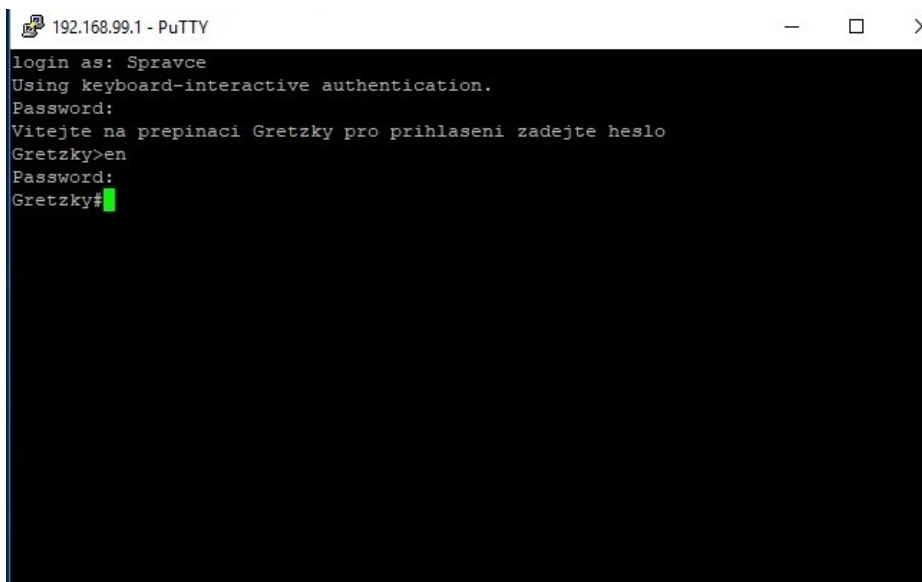 192.168.99.1 - PuTTY
login as: Spravce
Using keyboard-interactive authentication.
Password:
Vitejte na prepinaci Gretzky pro prihlaseni zadejte heslo
Gretzky>en
Password:
Gretzky#